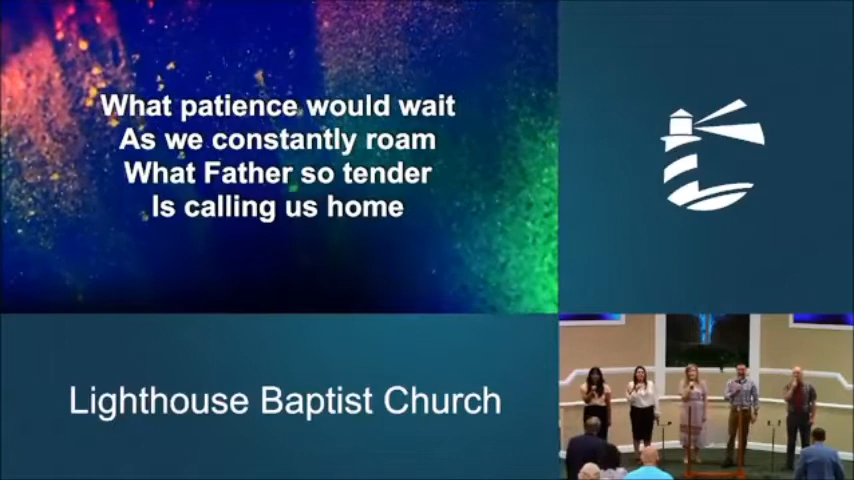 What patience would wait
As we constantly roam
What Father so tender
Is calling us home
Lighthouse Baptist Church